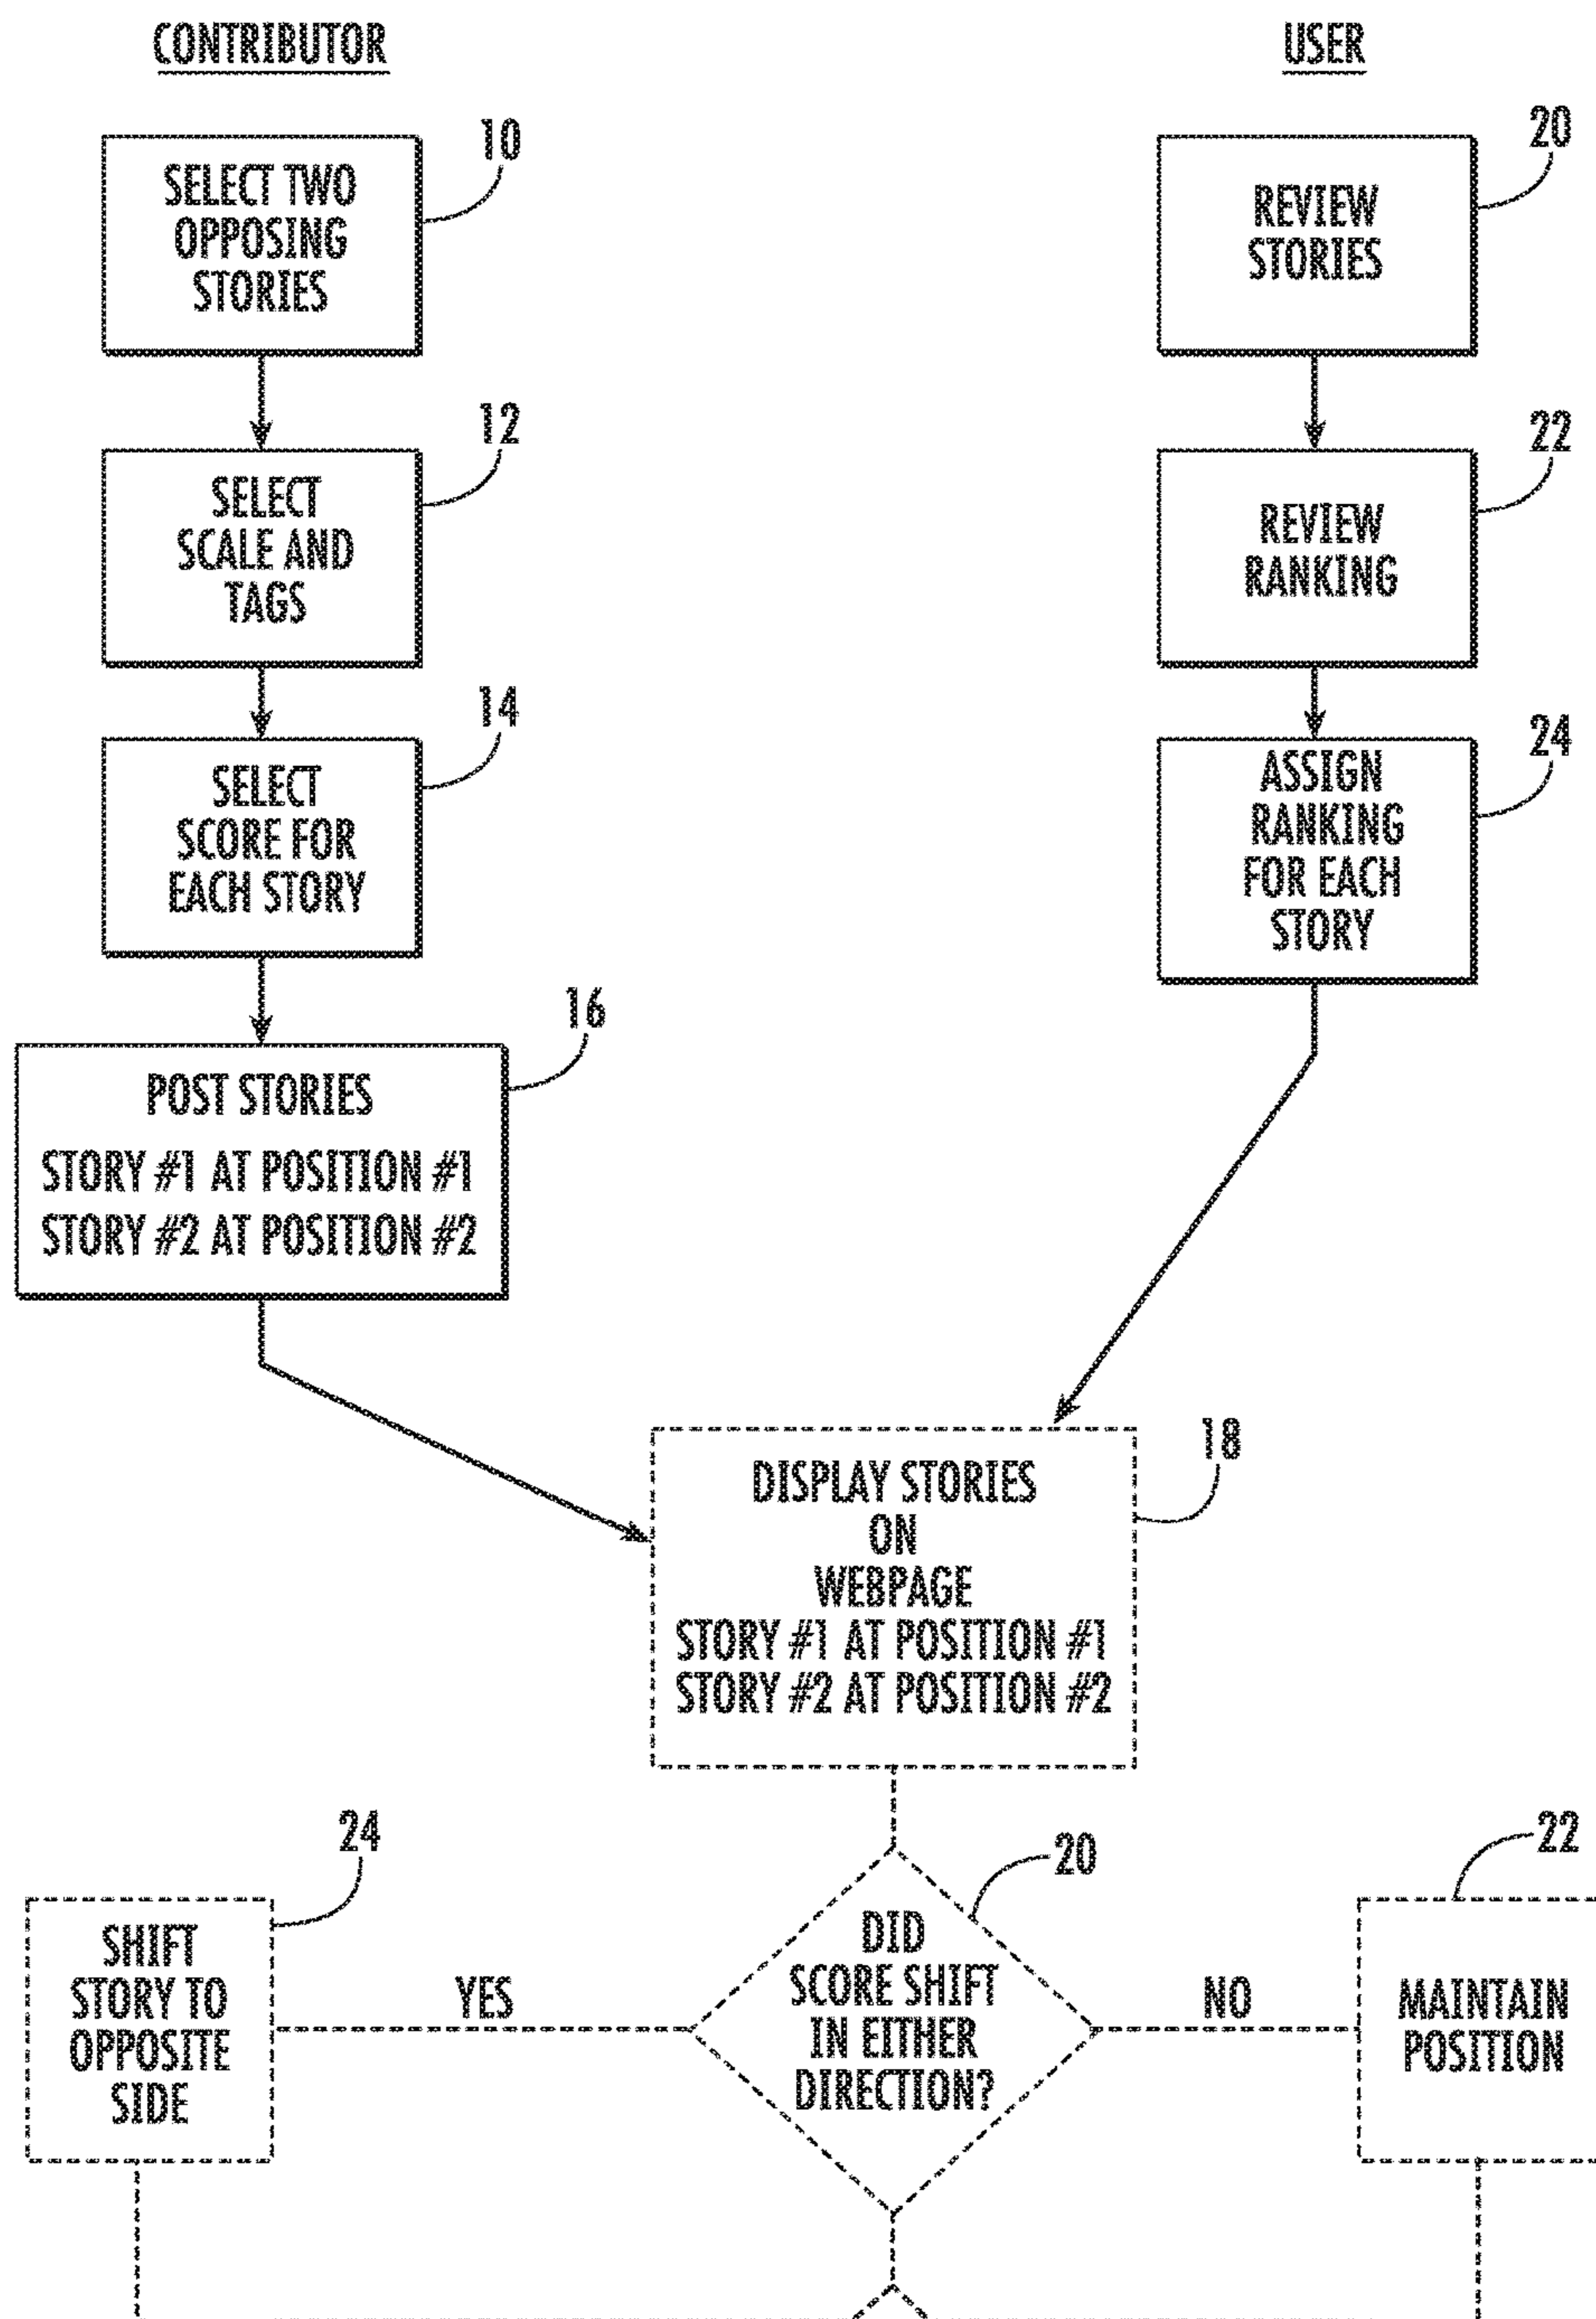 CONTRIBUTOR
10
SELECT TWO
OPPOSING
STORIES
12
SELECT
SCALE AND
TAGS
14
SELECT
SCORE FOR
EACH STORY
16
POST STORIES
STORY #1 AT POSITION #1
STORY #2 AT POSITION #2
USER
20
REVIEW
STORIES
22
REVIEW
RANKING
24
ASSIGN
RANKING
FOR EACH
STORY
18
DISPLAY STORIES
ON
WEBPAGE
STORY #1 AT POSITION #1
STORY #2 AT POSITION #2
24
SHIFT
STORY TO
OPPOSITE
SIDE
YES
20
DID
SCORE SHIFT
IN EITHER
DIRECTION?
NO
22
MAINTAIN
POSITION